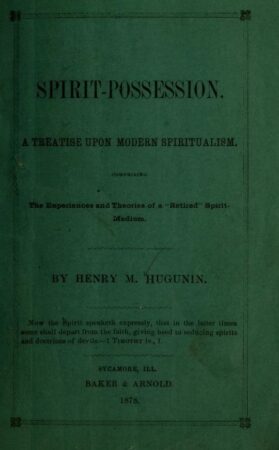 SPIRIT-POSSESSION.
A TREATISE UPON MODERN SPIRITUALISM,
COMPRISING
The Experiences and Theories of a "Retired" Spirit-
Medium.
BY HENRY M. HUGUNIN.
Now the Spirit speaketh expressly, that in the latter times
some shall depart from the faith, giving heed to seducing spirits
and doctrines of devils.—1 TIMOTHY iv., 1
SYCAMORE, ILL.
BAKER & ARNOLD.
1878.